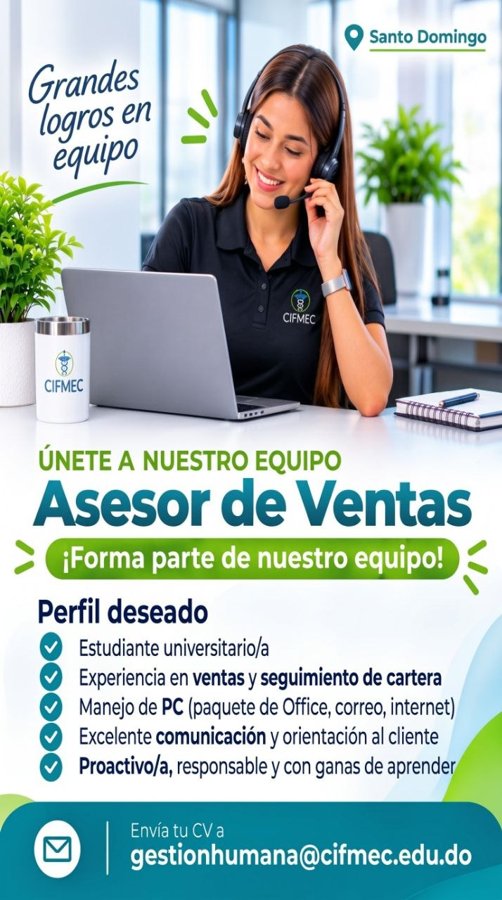 Santo Domingo
Grandes
logros en
equipo
CIFMEC
CIFMEC
ÚNETE A NUESTRO EQUIPO
Asesor de Ventas
¡Forma parte de nuestro equipo!
Perfil deseado
Estudiante universitario/a
Experiencia en ventas y seguimiento de cartera
Manejo de PC (paquete de Office, correo, internet)
Excelente comunicación y orientación al cliente
Proactivo/a, responsable y con ganas de aprender
Envía tu CV a
gestionhumana@cifmec.edu.do